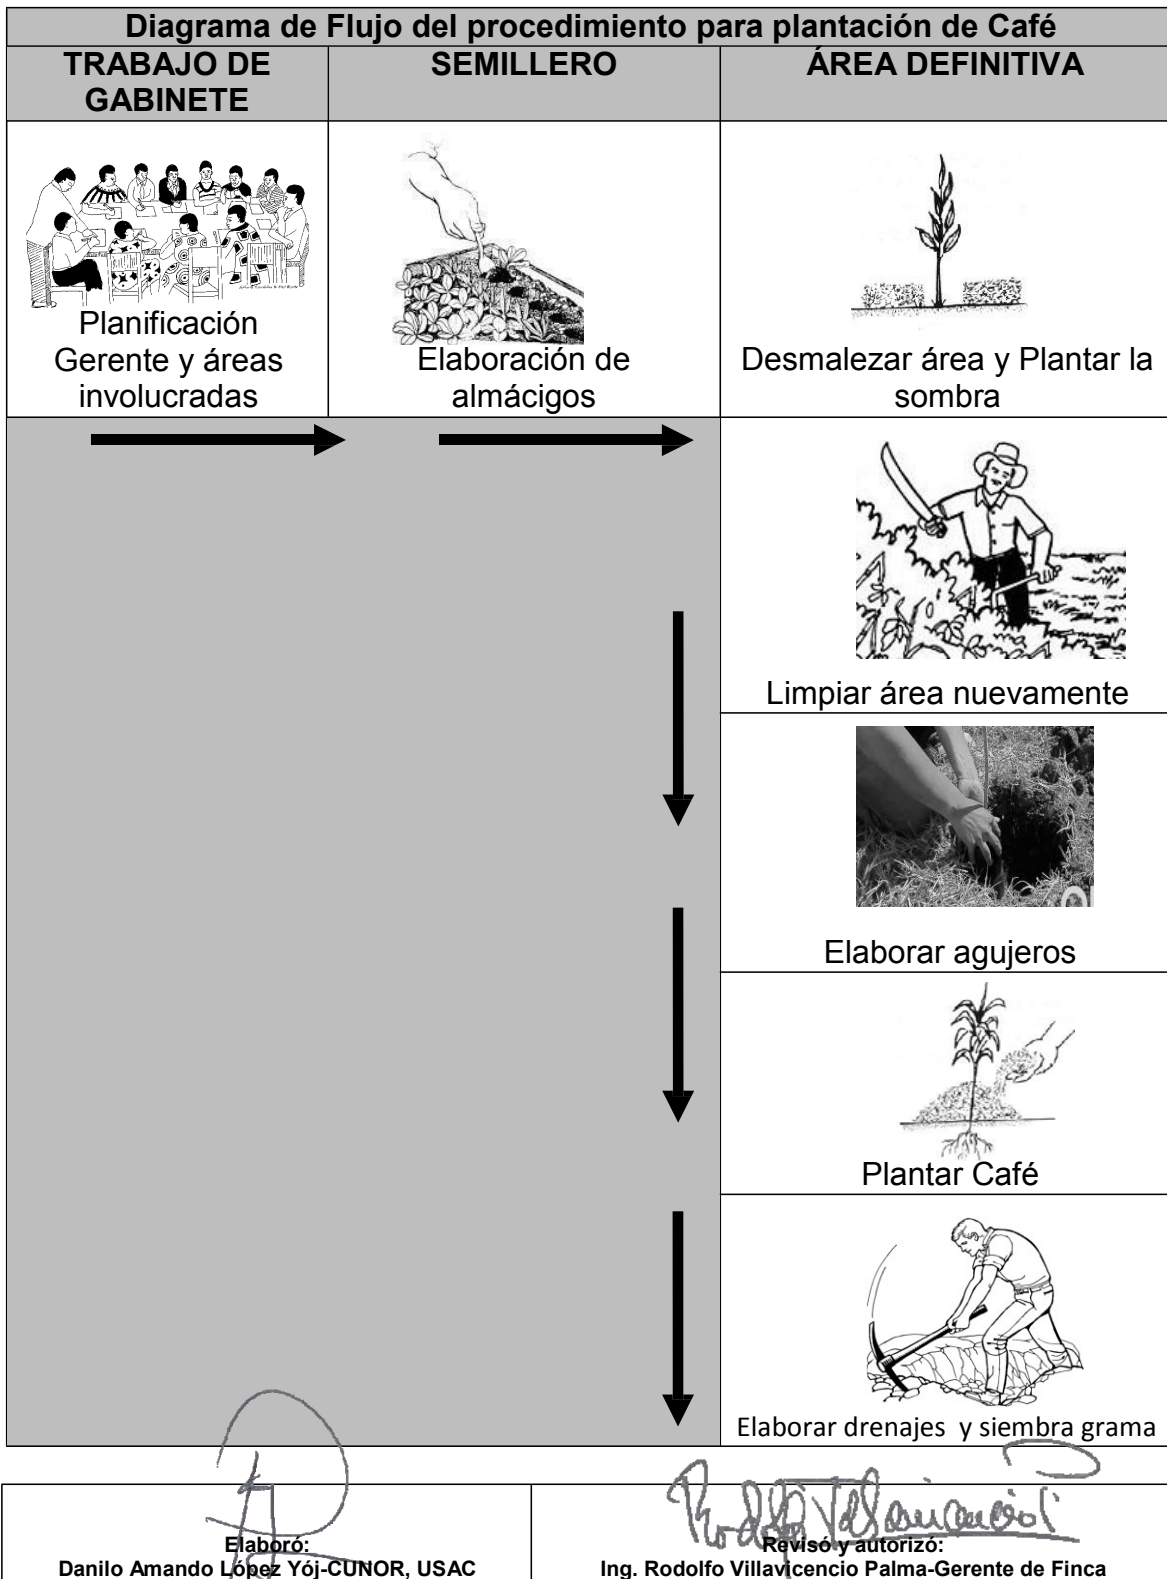 Diagrama de Flujo del procedimiento para plantación de Café
TRABAJO DE
GABINETE
SEMILLERO
ÁREA DEFINITIVA
Planificación
Gerente y áreas
involucradas
Elaboración de
almácigos
Desmalezar área y Plantar la
sombra
Limpiar área nuevamente
Elaborar agujeros
Plantar Café
Elaborar drenajes y siembra grama
Elaboró:
Danilo Amando López Yój-CUNOR, USAC
Revisó y autorizó:
Ing. Rodolfo Villavicencio Palma-Gerente de Finca